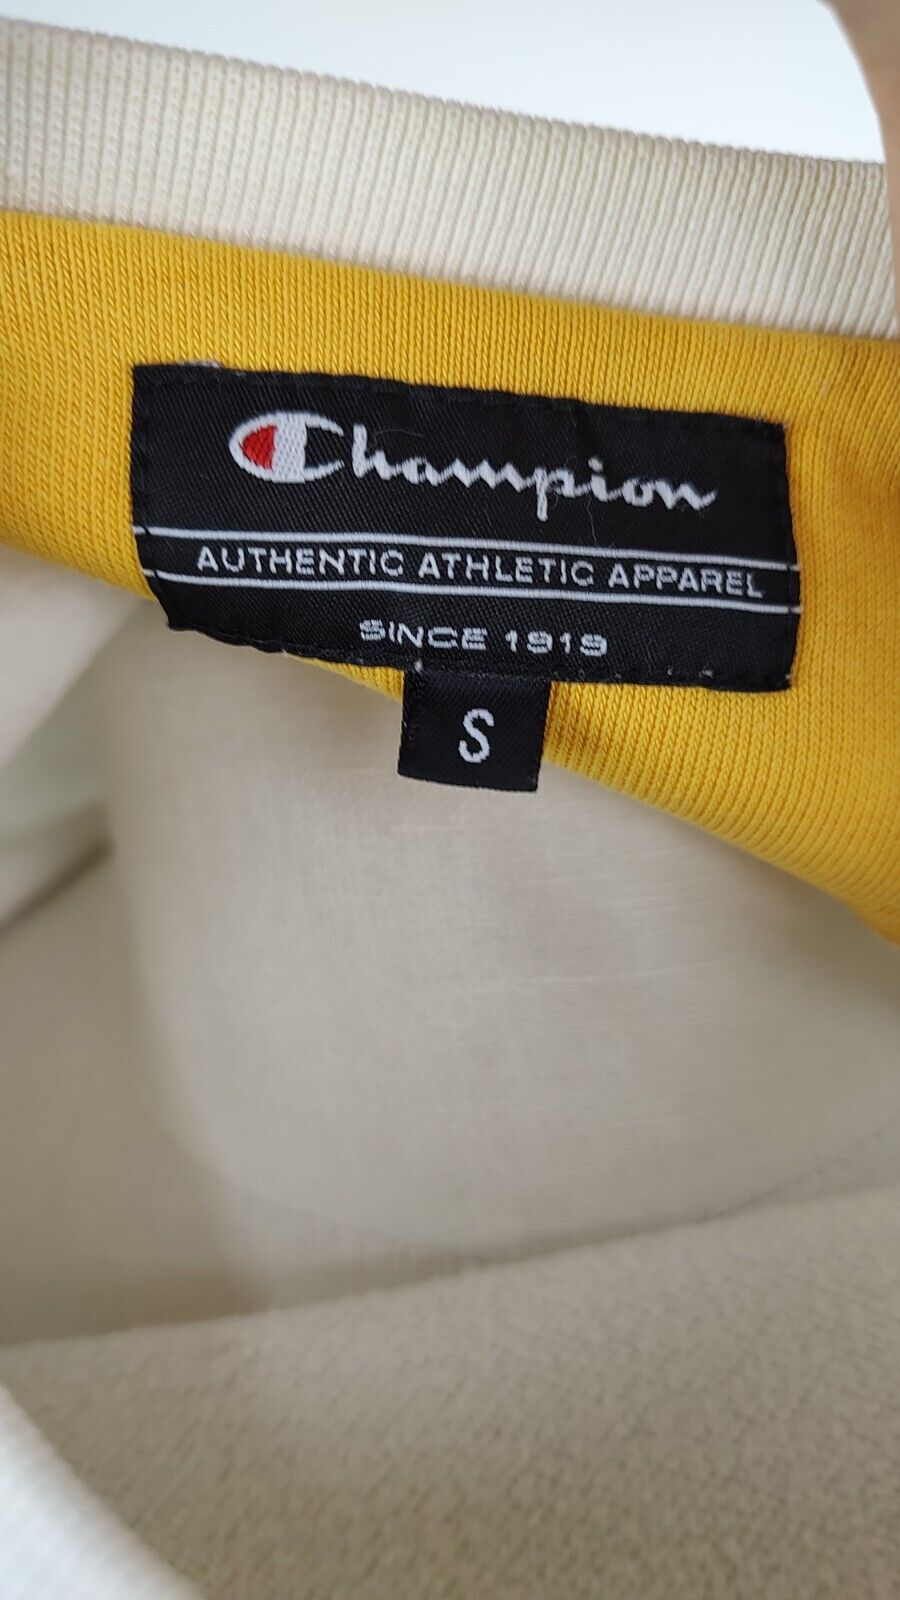 Champion
AUTHENTIC ATHLETIC APPAREL
SINCE 1919
S